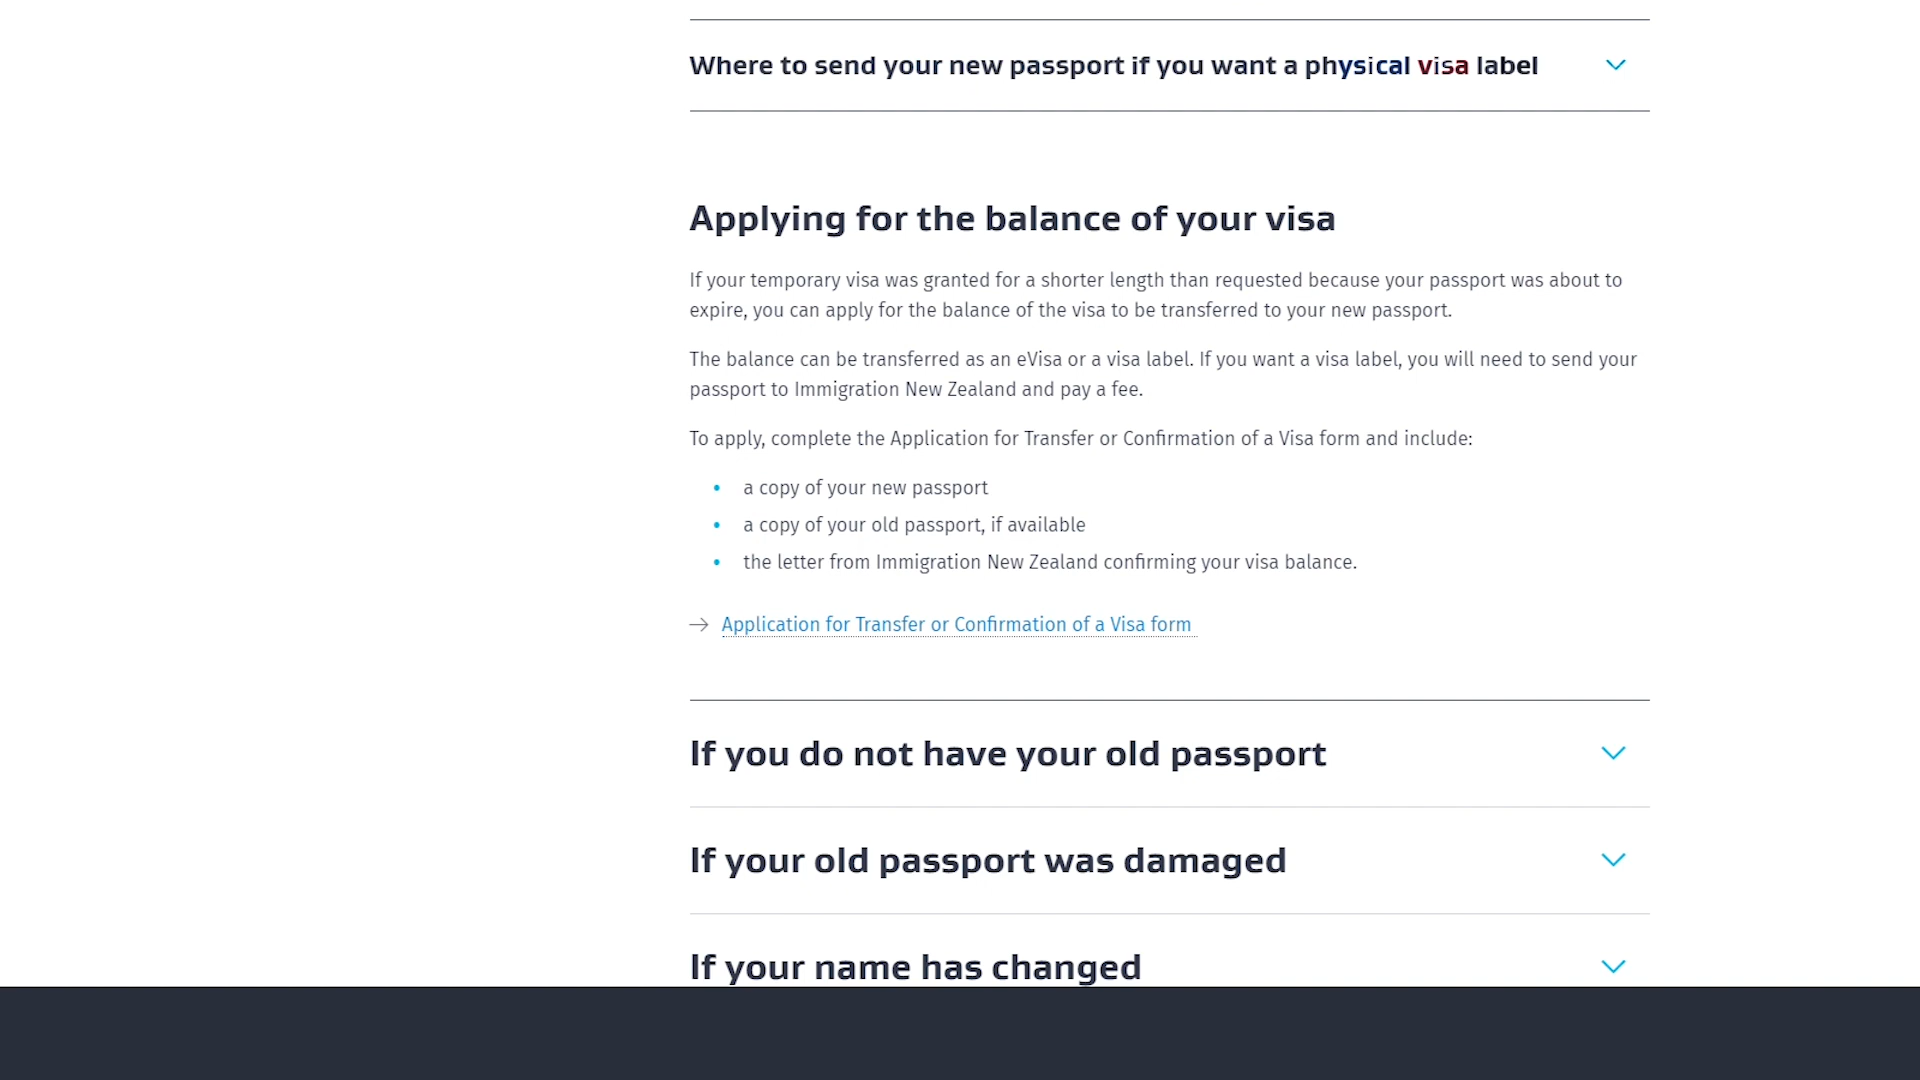 Where to send your new passport if you want a physical visa label
Applying for the balance of your visa
If your temporary visa was granted for a shorter length than requested because your passport was about to
expire, you can apply for the balance of the visa to be transferred to your new passport.
The balance can be transferred as an eVisa or a visa label. If you want a visa label, you will need to send your
passport to Immigration New Zealand and pay a fee.
To apply, complete the Application for Transfer or Confirmation of a Visa form and include:
• a copy of your new passport
• a copy of your old passport, if available
• the letter from Immigration New Zealand confirming your visa balance.
→ Application for Transfer or Confirmation of a Visa form
If you do not have your old passport
If your old passport was damaged
If your name has changed